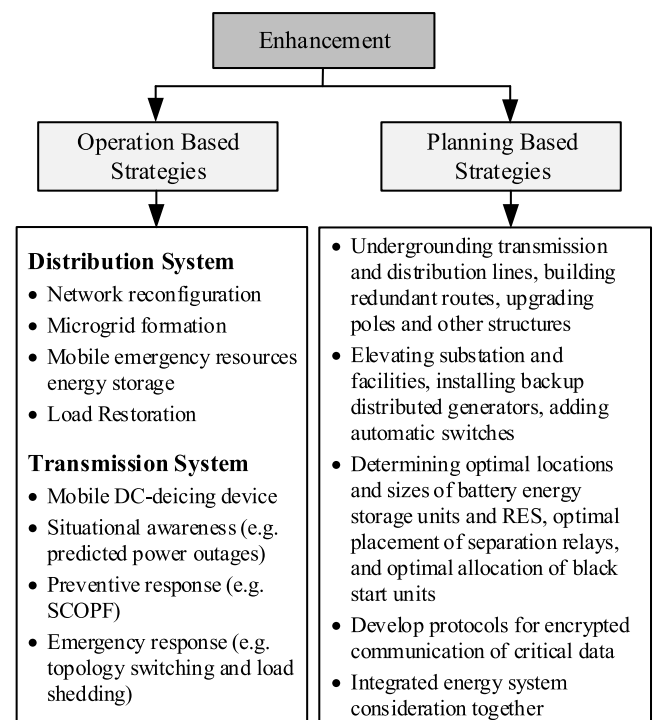 Enhancement
Operation Based
Strategies
Planning Based
Strategies
Distribution System
• Network reconfiguration
• Microgrid formation
• Mobile emergency resources
energy storage
• Load Restoration
Transmission System
• Mobile DC-deicing device
• Situational awareness (e.g.
predicted power outages)
• Preventive response (e.g.
SCOPF)
• Emergency response (e.g.
topology switching and load
shedding)
• Undergrounding transmission
and distribution lines, building
redundant routes, upgrading
poles and other structures
• Elevating substation and
facilities, installing backup
distributed generators, adding
automatic switches
• Determining optimal locations
and sizes of battery energy
storage units and RES, optimal
placement of separation relays,
and optimal allocation of black
start units
• Develop protocols for encrypted
communication of critical data
• Integrated energy system
consideration together